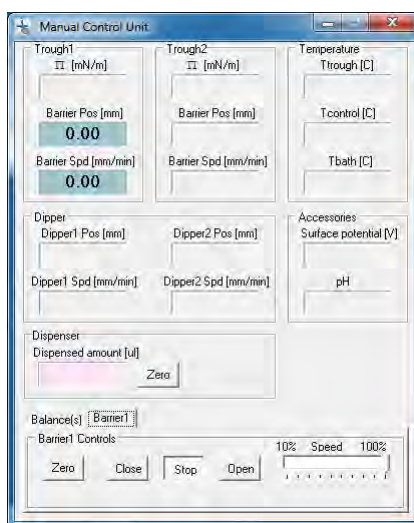 Manual Control Unit
Trough1 Trough2 Temperature
Π [mN/m] Π [mN/m] Ttrough [C]
Barrier Pos [mm] Barrier Pos [mm] Tcontrol [C]
0.00
Barrier Spd [mm/min] Barrier Spd [mm/min] Tbath [C]
0.00
Dipper Accessories
Dipper1 Pos [mm] Dipper2 Pos [mm] Surface potential [V]
Dipper1 Spd [mm/min] Dipper2 Spd [mm/min] pH
Dispenser
Dispensed amount [ul]
Zero
Balance(s) Barrier1
Barrier1 Controls
10% Speed 100%
Zero Close Stop Open